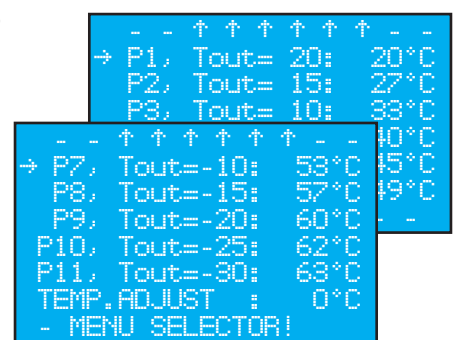 - - ↑ ↑ ↑ ↑ ↑ ↑ - -
→ P1, Tout= 20: 20°C
P2, Tout= 15: 27°C
P3, Tout= 10: 33°C
40°C
45°C
49°C
- -
- - ↑ ↑ ↑ ↑ ↑ ↑ - -
→ P7, Tout=-10: 53°C
P8, Tout=-15: 57°C
P9, Tout=-20: 60°C
P10, Tout=-25: 62°C
P11, Tout=-30: 63°C
TEMP.ADJUST : 0°C
- MENU SELECTOR!